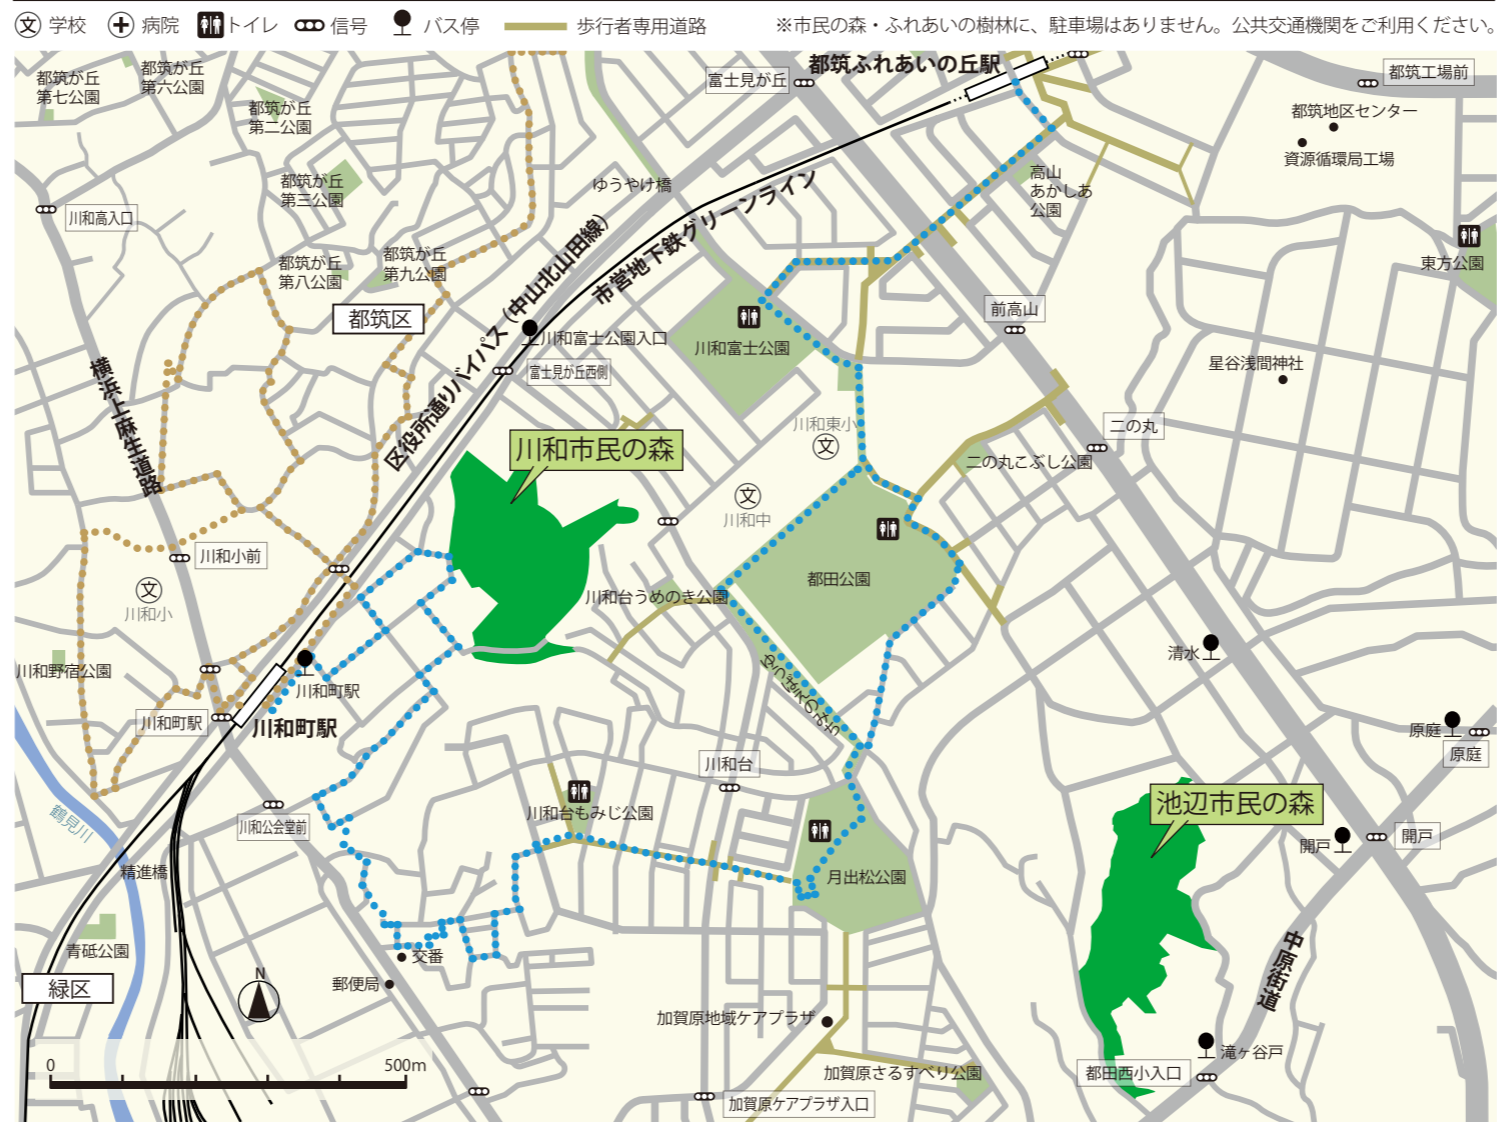 文 学校 病院 トイレ 信号 バス停 歩行者専用道路 ※市民の森・ふれあいの樹林に、駐車場はありません。公共交通機関をご利用ください。
都筑が丘
第七公園
都筑が丘
第六公園
都筑が丘
第二公園
富士見が丘
都筑ふれあいの丘駅
都筑工場前
都筑地区センター
資源循環局工場
都筑が丘
第三公園
ゆうやけ橋
高山
あかしあ
公園
川和高入口
都筑が丘
第八公園
都筑が丘
第九公園
東方公園
都筑区
区役所通りバイパス（中山北山田線）
市営地下鉄グリーンライン
川和富士公園入口
富士見が丘西側
川和富士公園
前高山
星谷浅間神社
横浜上麻生道路
川和市民の森
川和東小
文
二の丸
二の丸こぶし公園
文
川和中
川和小前
文
川和小
都田公園
川和台うめのき公園
川和野宿公園
川和町駅
川和町駅
川和町駅
ゆうばえのみち
清水
原庭
原庭
川和台
池辺市民の森
鶴見川
川和公会堂前
川和台もみじ公園
開戸
開戸
精進橋
月出松公園
青砥公園
交番
中原街道
緑区
N
郵便局
加賀原地域ケアプラザ
滝ヶ谷戸
0 500m
加賀原さるすべり公園
都田西小入口
加賀原ケアプラザ入口